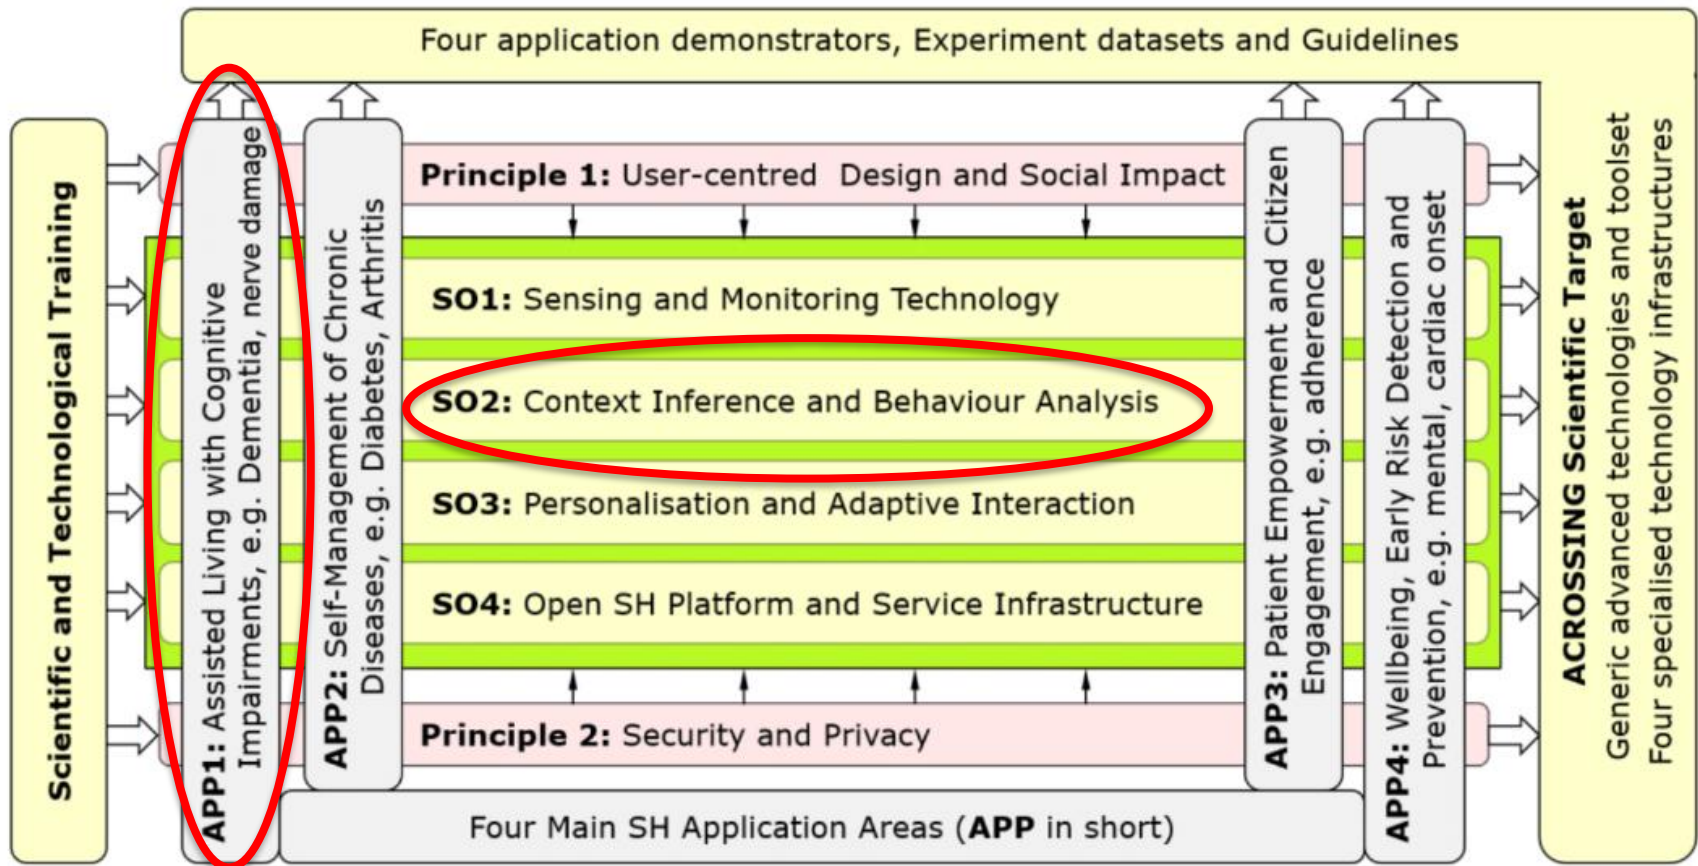 Four application demonstrators, Experiment datasets and Guidelines
Scientific and Technological Training
APP1: Assisted Living with Cognitive
Impairments, e.g. Dementia, nerve damage
APP2: Self-Management of Chronic
Diseases, e.g. Diabetes, Arthritis
Principle 1: User-centred Design and Social Impact
SO1: Sensing and Monitoring Technology
SO2: Context Inference and Behaviour Analysis
SO3: Personalisation and Adaptive Interaction
SO4: Open SH Platform and Service Infrastructure
Principle 2: Security and Privacy
APP3: Patient Empowerment and Citizen
Engagement, e.g. adherence
APP4: Wellbeing, Early Risk Detection and
Prevention, e.g. mental, cardiac onset
ACROSSING Scientific Target
Generic advanced technologies and toolset
Four specialised technology infrastructures
Four Main SH Application Areas (APP in short)